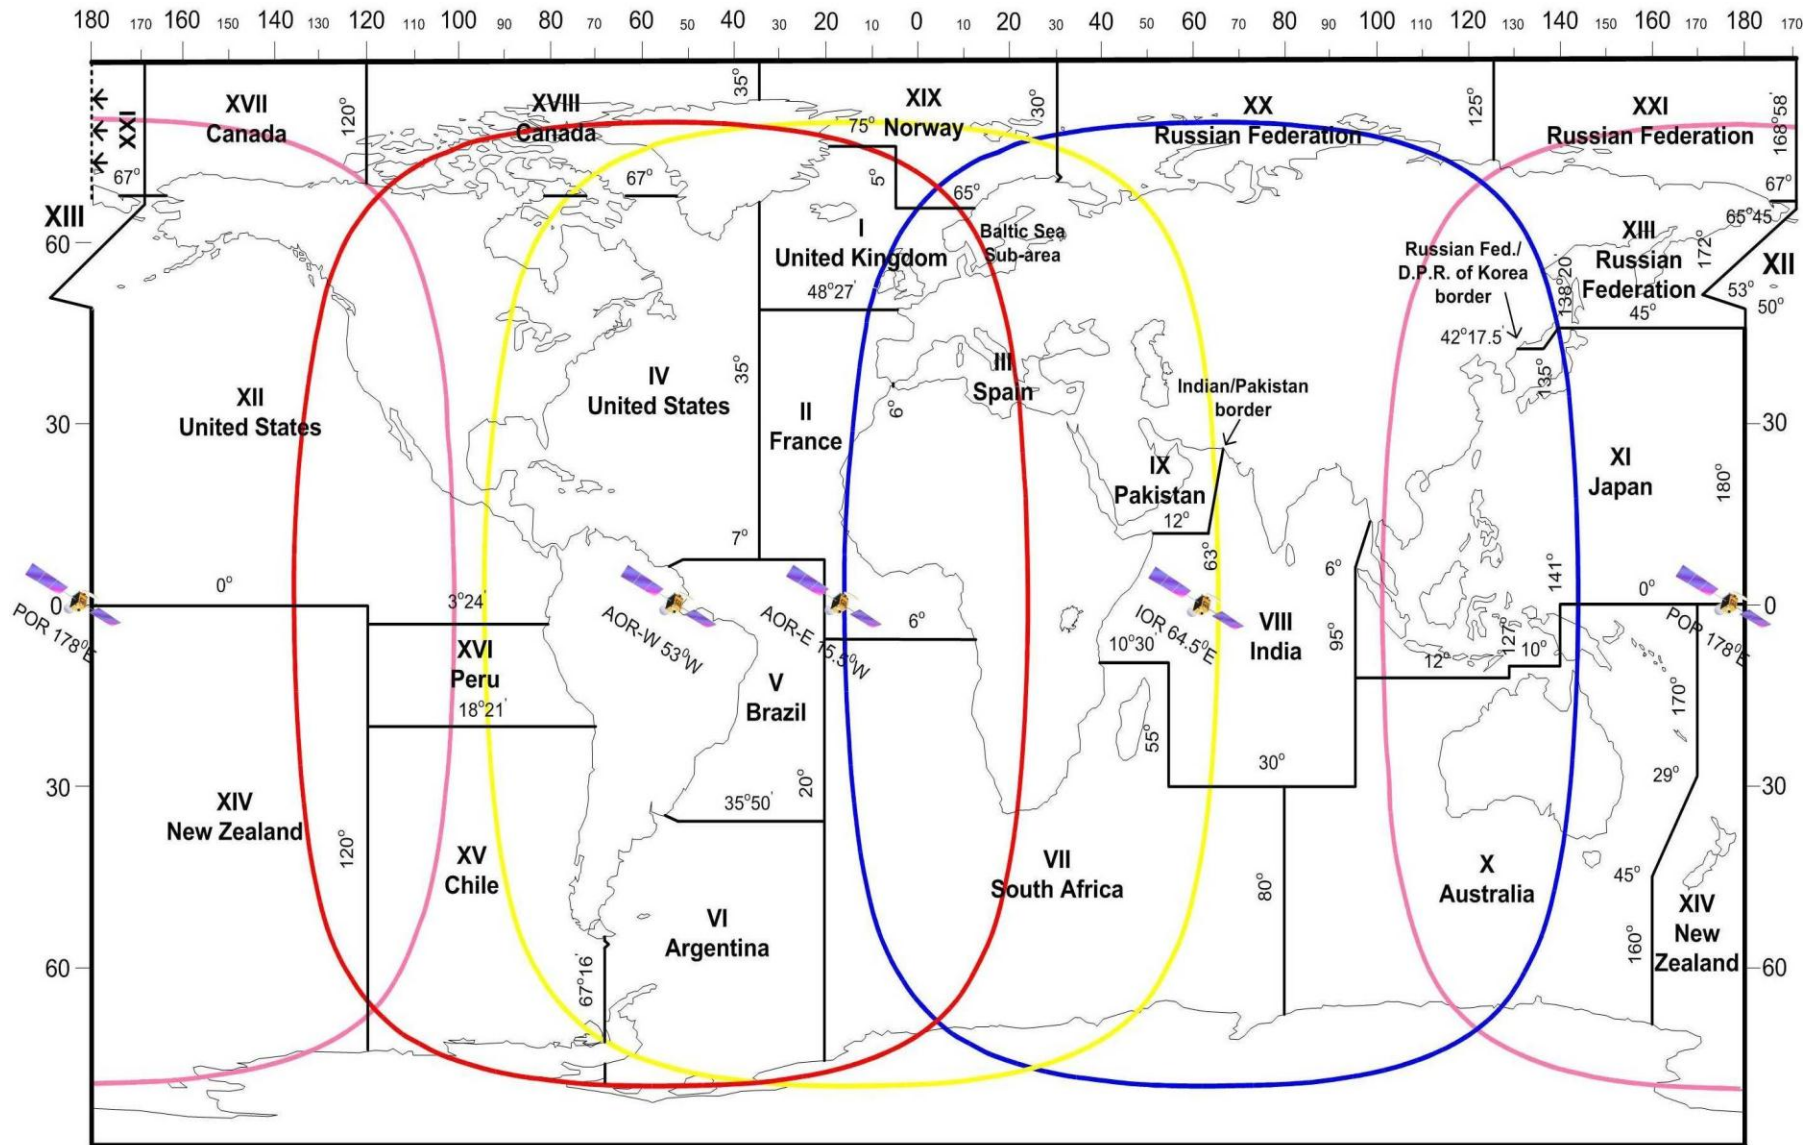 180 170 160 150 140 130 120 110 100 90 80 70 60 50 40 30 20 10 0 10 20 30 40 50 60 70 80 90 100 110 120 130 140 150 160 170 180 170
XXI
XVII
Canada
120°
XVIII
Canada
35°
XIX
Norway
75°
130°
XX
Russian Federation
125°
XXI
Russian Federation
168°58'
67°
67°
5°
65°
67°
65°45'
XIII
60
I
United Kingdom
48°27'
Baltic Sea
Sub-area
Russian Fed./
D.P.R. of Korea
border
138°20'
XIII
Russian
Federation
172°
XII
53°
50°
45°
42°17.5'
135°
XII
United States
IV
United States
35°
II
France
6°
III
Spain
Indian/Pakistan
border
30
30
IX
Pakistan
12°
XI
Japan
180°
7°
63°
6°
141°
0°
0
POR 178°E
3°24'
AOR-W 53°W
AOR-E 15.5°W
6°
IOR 64.5°E
VIII
India
95°
127°
0°
0
POP 178°E
XVI
Peru
18°21'
V
Brazil
10°30'
12°
10°
170°
55°
30
XIV
New Zealand
120°
35°50'
20°
30°
29°
30
XV
Chile
VII
South Africa
80°
X
Australia
45°
VI
Argentina
XIV
New
Zealand
160°
60
67°16'
60